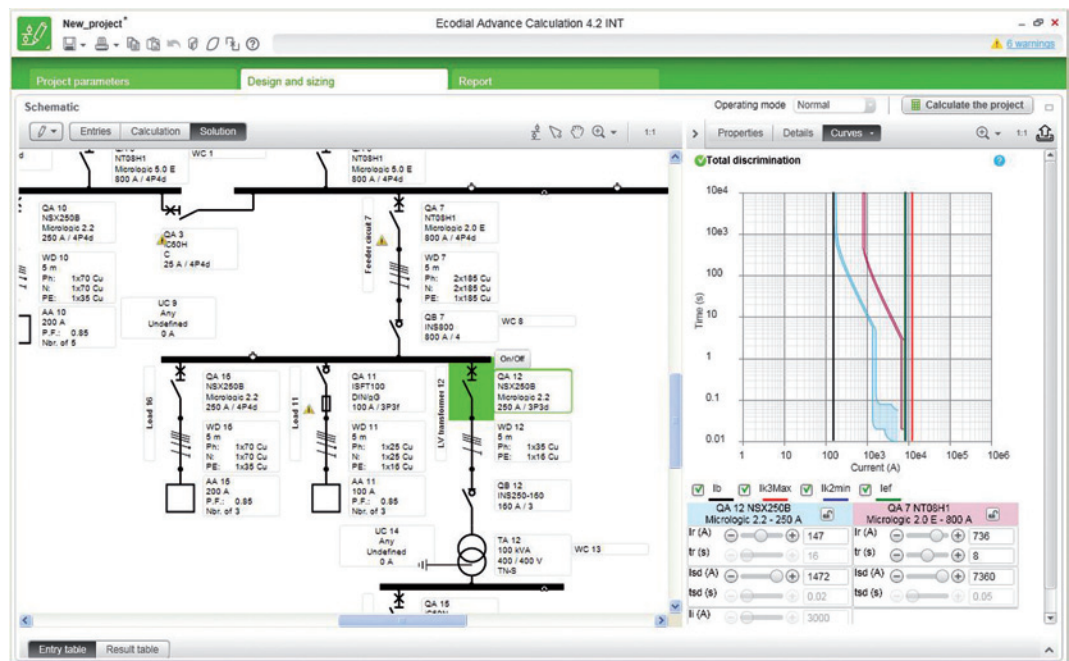 New_project*
Ecodial Advance Calculation 4.2 INT
6 warnings
Project parameters
Design and sizing
Report
Schematic
Operating mode
Normal
Calculate the project
Entries
Calculation
Solution
1:1
Properties
Details
Curves
1:1
NT08H1
Micrologic 5.0 E
800 A / 4P4d
WC 1
NT08H1
Micrologic 5.0 E
800 A / 4P4d
QA 10
NSX250B
Micrologic 2.2
250 A / 4P4d
WD 10
5 m
Ph: 1x70 Cu
N: 1x70 Cu
PE: 1x35 Cu
AA 10
200 A
P.F.: 0.85
Nbr. of 5
QA 3
iC60H
C
25 A / 4P4d
UC 9
Any
Undefined
0 A
Feeder circuit 7
QA 7
NT08H1
Micrologic 2.0 E
800 A / 4P4d
WD 7
5 m
Ph: 2x185 Cu
N: 2x185 Cu
PE: 1x185 Cu
QB 7
INS800
800 A / 4
WC 8
On/Off
Load 16
QA 16
NSX250B
Micrologic 2.2
250 A / 4P4d
WD 16
5 m
Ph: 1x70 Cu
N: 1x70 Cu
PE: 1x35 Cu
AA 16
200 A
P.F.: 0.85
Nbr. of 3
Load 11
QA 11
ISFT100
DIN/gG
100 A / 3P3f
WD 11
5 m
Ph: 1x25 Cu
N: 1x25 Cu
PE: 1x16 Cu
AA 11
100 A
P.F.: 0.85
Nbr. of 3
LV transformer 12
QA 12
NSX250B
Micrologic 2.2
250 A / 3P3d
WD 12
5 m
Ph: 1x35 Cu
PE: 1x16 Cu
QB 12
INS250-160
160 A / 3
UC 14
Any
Undefined
0 A
TA 12
100 kVA
400 / 400 V
TN-S
WC 13
QA 15
Total discrimination
10e4
10e3
100
10
1
0.1
0.01
Time (s)
1 10 100 10e3 10e4 10e5 10e6
Current (A)
Ib Ik3Max Ik2min Ief
QA 12 NSX250B
Micrologic 2.2 - 250 A
QA 7 NT08H1
Micrologic 2.0 E - 800 A
Ir (A) 147
Ir (A) 736
tr (s) 16
tr (s) 8
Isd (A) 1472
Isd (A) 7360
tsd (s) 0.02
tsd (s) 0.05
Ii (A) 3000
Entry table
Result table